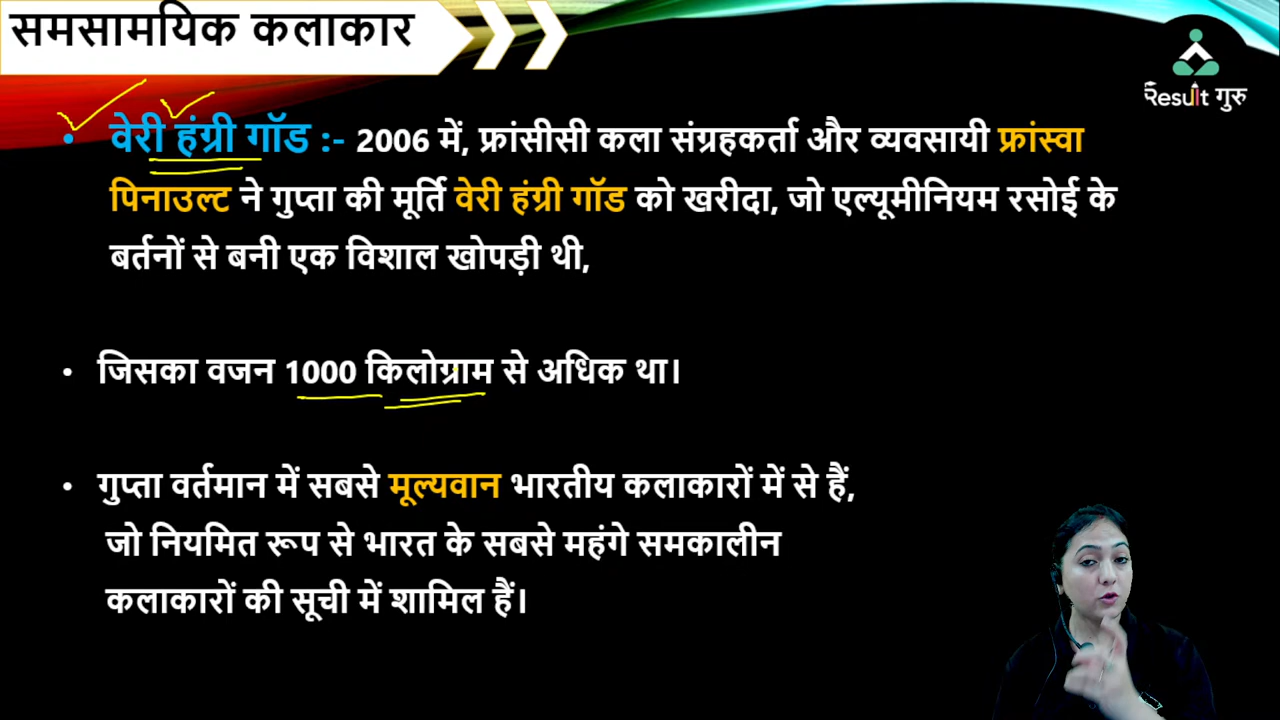 समसामयिक कलाकार
Result गुरु
• वेरी हंग्री गॉड :- 2006 में, फ्रांसीसी कला संग्रहकर्ता और व्यवसायी फ्रांस्वा
पिनाउल्ट ने गुप्ता की मूर्ति वेरी हंग्री गॉड को खरीदा, जो एल्यूमीनियम रसोई के
बर्तनों से बनी एक विशाल खोपड़ी थी,
• जिसका वजन 1000 किलोग्राम से अधिक था।
• गुप्ता वर्तमान में सबसे मूल्यवान भारतीय कलाकारों में से हैं,
जो नियमित रूप से भारत के सबसे महंगे समकालीन
कलाकारों की सूची में शामिल हैं।